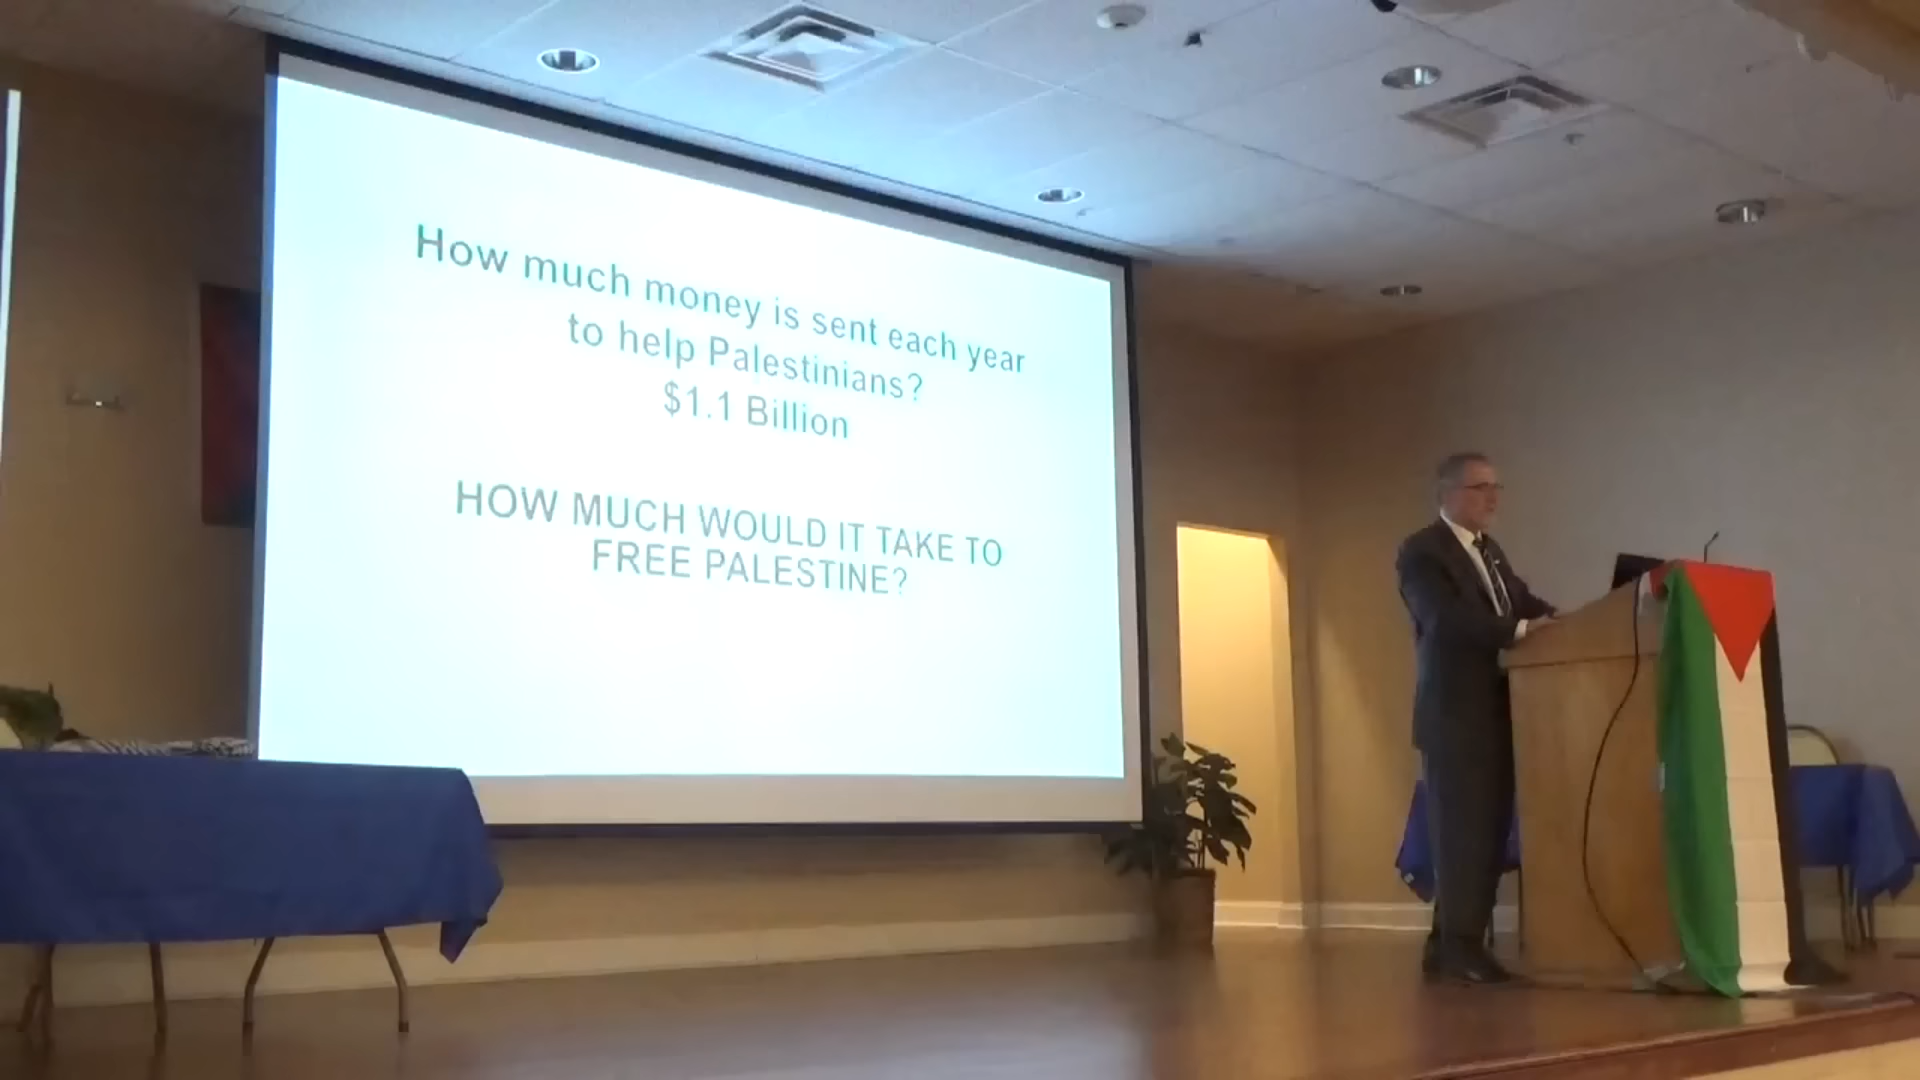 How much money is sent each year
to help Palestinians?
$1.1 Billion
HOW MUCH WOULD IT TAKE TO
FREE PALESTINE?